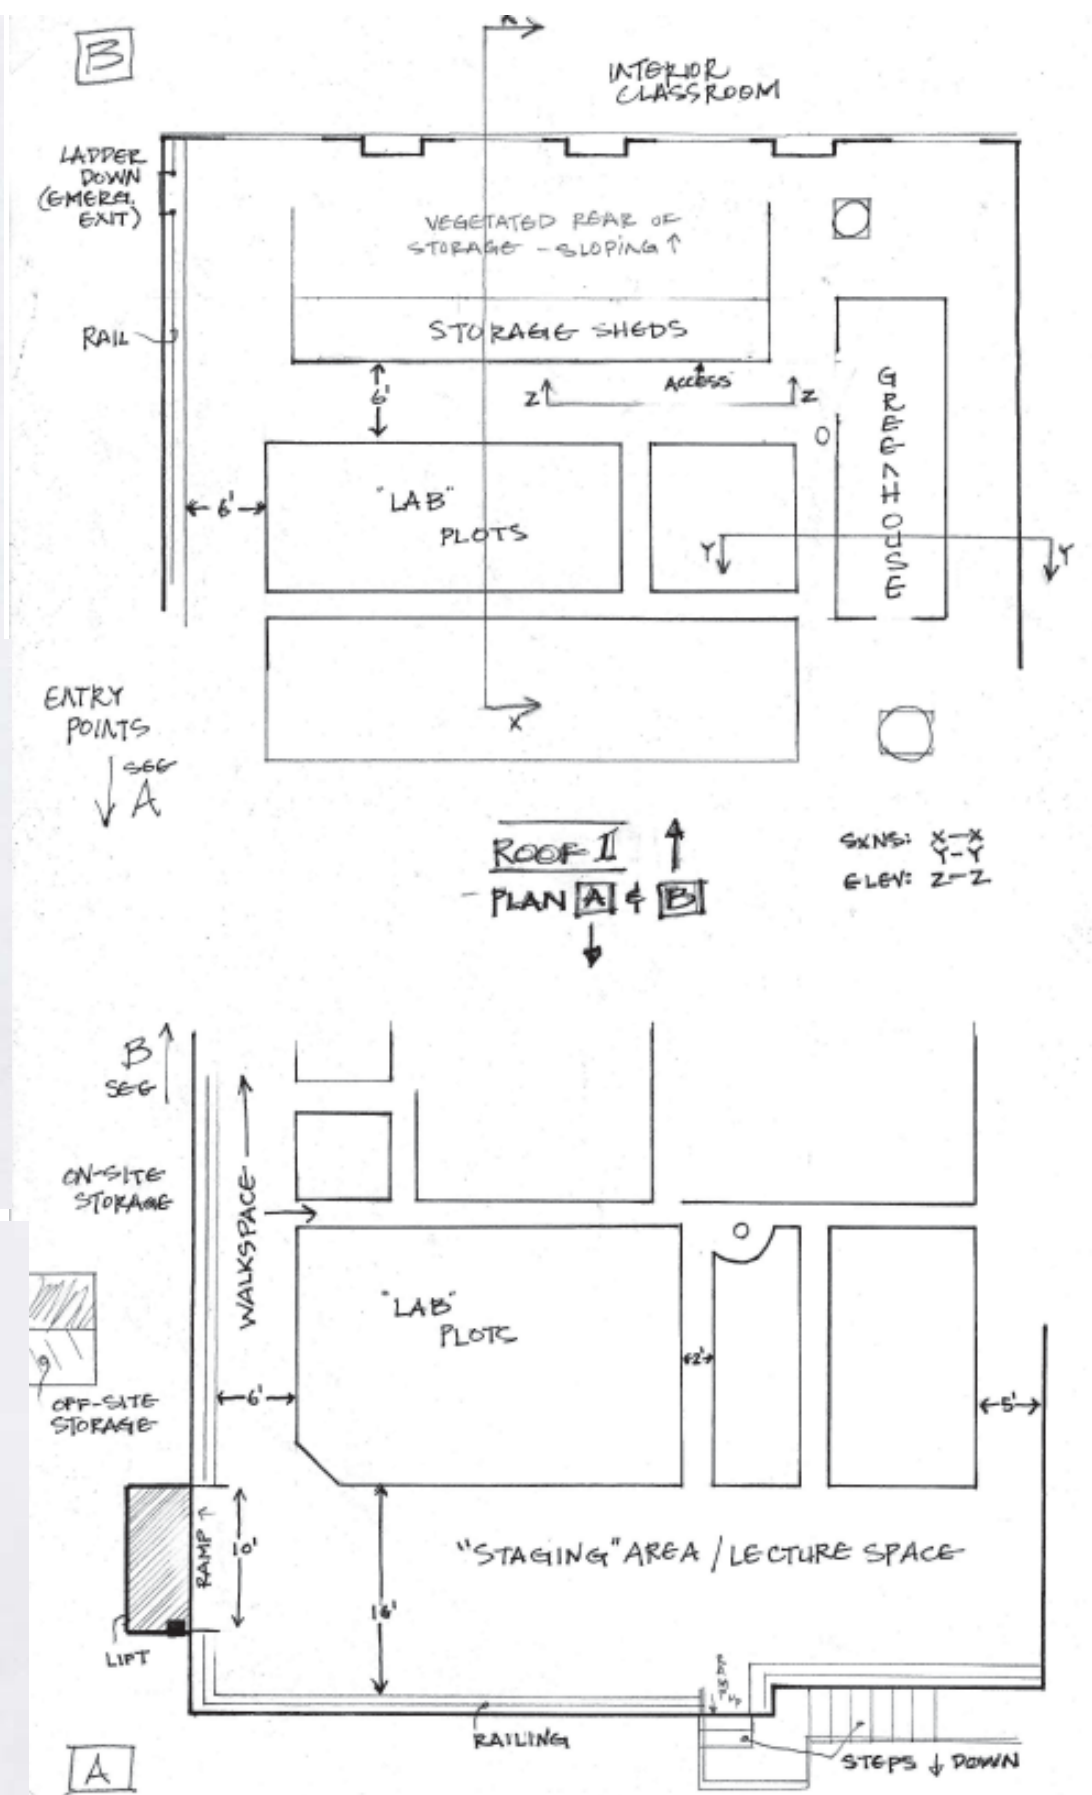 B
X
INTERIOR
CLASSROOM
LADDER
DOWN
(EMERG.
EXIT)
VEGETATED REAR OF
STORAGE - SLOPING ↑
RAIL
STORAGE SHEDS
6'
Z
ACCESS
Z
GREENHOUSE
6'
"LAB"
PLOTS
Y
Y
X
ENTRY
POINTS
SEE
A
ROOF II
PLAN A & B
SXNS: X-X
Y-Y
ELEV: Z-Z
B
SEE
ON-SITE
STORAGE
WALKSPACE
"LAB"
PLOTS
2'
6'
5'
OFF-SITE
STORAGE
RAMP ↑
10'
"STAGING" AREA / LECTURE SPACE
16'
LIFT
UP
RAILING
STEPS ↓ DOWN
A